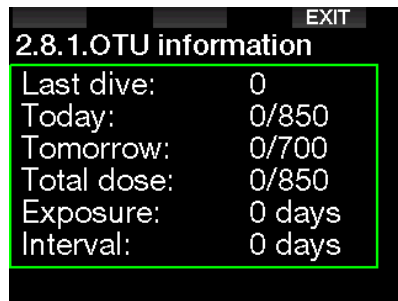 EXIT
2.8.1.OTU information
Last dive: 0
Today: 0/850
Tomorrow: 0/700
Total dose: 0/850
Exposure: 0 days
Interval: 0 days